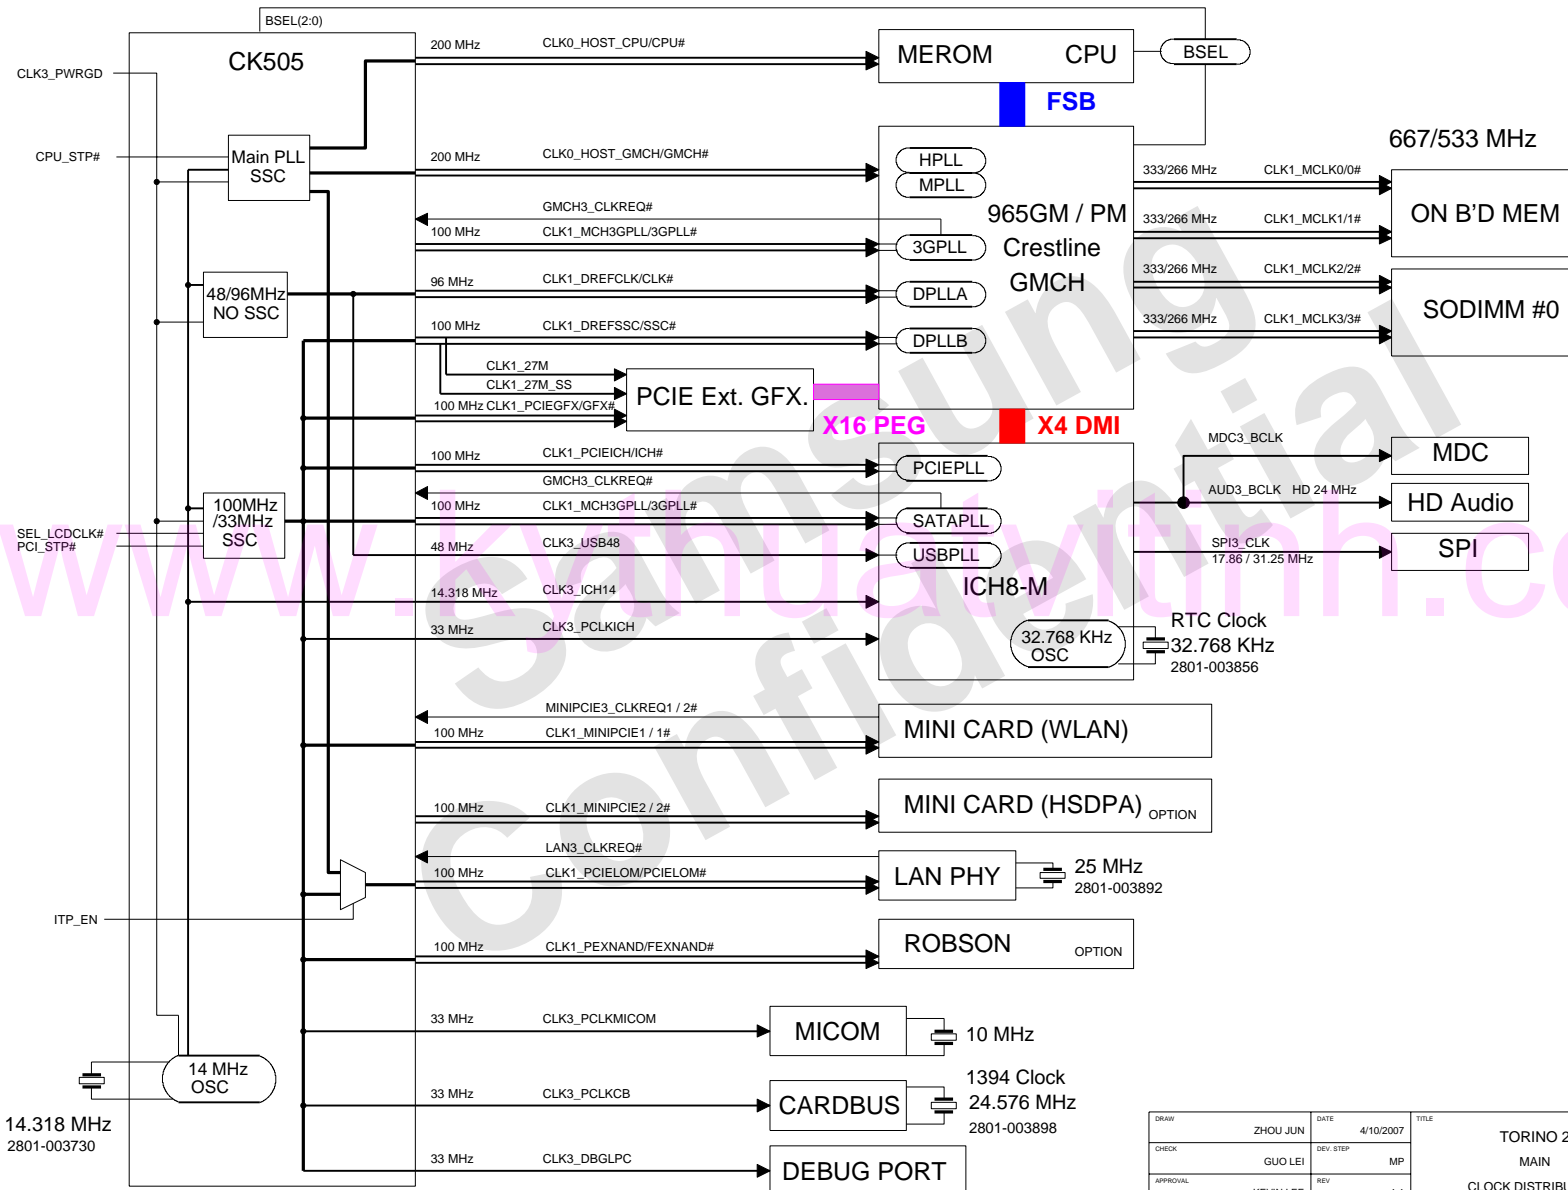 BSEL(2:0)
CK505
CLK3_PWRGD
CPU_STP#
Main PLL
SSC
48/96MHz
NO SSC
100MHz
/33MHz
SSC
SEL_LCDCLK#
PCI_STP#
ITP_EN
14 MHz
OSC
14.318 MHz
2801-003730
200 MHz CLK0_HOST_CPU/CPU#
MEROM CPU
BSEL
FSB
200 MHz CLK0_HOST_GMCH/GMCH#
HPLL
MPLL
GMCH3_CLKREQ#
100 MHz CLK1_MCH3GPLL/3GPLL#
3GPLL
965GM / PM
Crestline
GMCH
96 MHz CLK1_DREFCLK/CLK#
DPLLA
100 MHz CLK1_DREFSSC/SSC#
DPLLB
CLK1_27M
CLK1_27M_SS
100 MHz CLK1_PCIEGFX/GFX#
PCIE Ext. GFX.
X16 PEG
X4 DMI
667/533 MHz
333/266 MHz CLK1_MCLK0/0#
333/266 MHz CLK1_MCLK1/1#
ON B'D MEM
333/266 MHz CLK1_MCLK2/2#
333/266 MHz CLK1_MCLK3/3#
SODIMM #0
100 MHz CLK1_PCIEICH/ICH#
PCIEPLL
GMCH3_CLKREQ#
100 MHz CLK1_MCH3GPLL/3GPLL#
SATAPLL
48 MHz CLK3_USB48
USBPLL
ICH8-M
14.318 MHz CLK3_ICH14
33 MHz CLK3_PCLKICH
32.768 KHz
OSC
RTC Clock
32.768 KHz
2801-003856
MDC3_BCLK
MDC
AUD3_BCLK HD 24 MHz
HD Audio
SPI3_CLK
17.86 / 31.25 MHz
SPI
MINIPCIE3_CLKREQ1 / 2#
100 MHz CLK1_MINIPCIE1 / 1#
MINI CARD (WLAN)
100 MHz CLK1_MINIPCIE2 / 2#
MINI CARD (HSDPA) OPTION
LAN3_CLKREQ#
100 MHz CLK1_PCIELOM/PCIELOM#
LAN PHY
25 MHz
2801-003892
100 MHz CLK1_PEXNAND/FEXNAND#
ROBSON OPTION
33 MHz CLK3_PCLKMICOM
MICOM
10 MHz
33 MHz CLK3_PCLKCB
CARDBUS
1394 Clock
24.576 MHz
2801-003898
33 MHz CLK3_DBGLPC
DEBUG PORT
DRAW ZHOU JUN DATE 4/10/2007 TITLE TORINO 2
CHECK GUO LEI DEV. STEP MP MAIN
APPROVAL REV CLOCK
Samsung
Confidential
www.kythuatvitinh.c